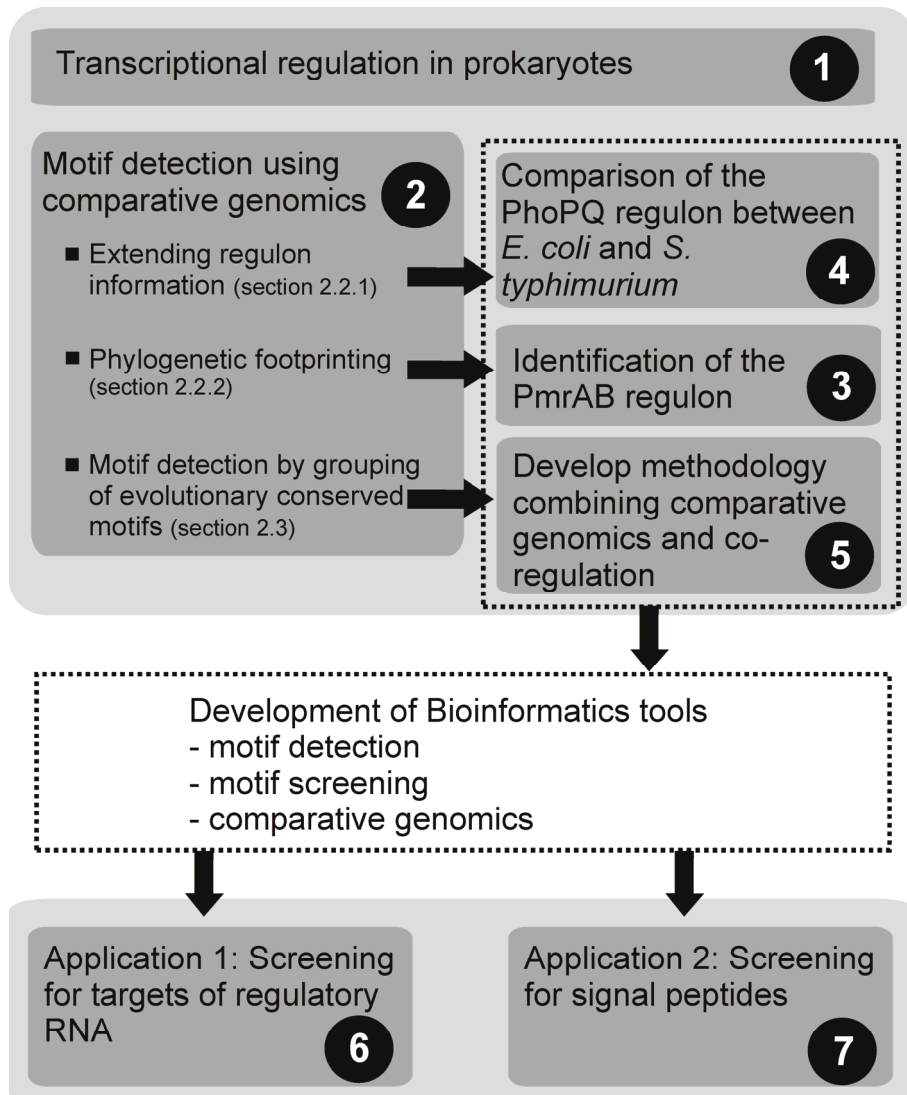 Transcriptional regulation in prokaryotes
1
Motif detection using
comparative genomics
2
■ Extending regulon
information (section 2.2.1)
■ Phylogenetic footprinting
(section 2.2.2)
■ Motif detection by grouping
of evolutionary conserved
motifs (section 2.3)
Comparison of the
PhoPQ regulon between
E. coli and S.
typhimurium
4
Identification of the
PmrAB regulon
3
Develop methodology
combining comparative
genomics and co-
regulation
5
Development of Bioinformatics tools
- motif detection
- motif screening
- comparative genomics
Application 1: Screening
for targets of regulatory
RNA
6
Application 2: Screening
for signal peptides
7